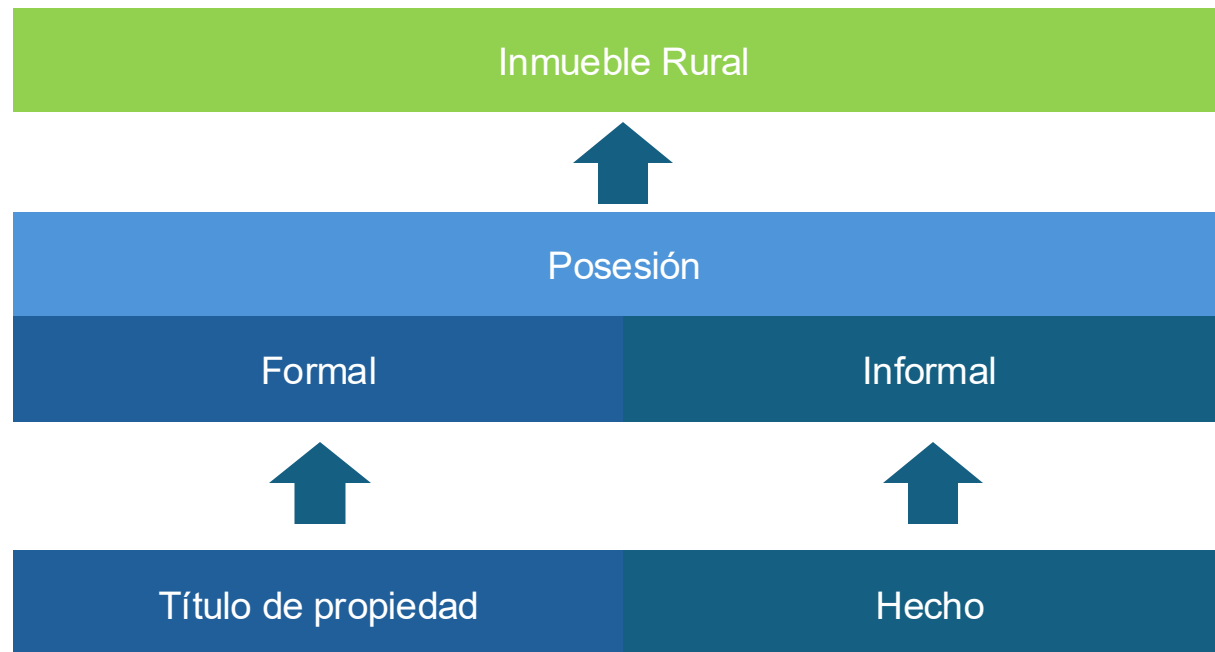 Inmueble Rural
Posesión
Formal
Informal
Título de propiedad
Hecho